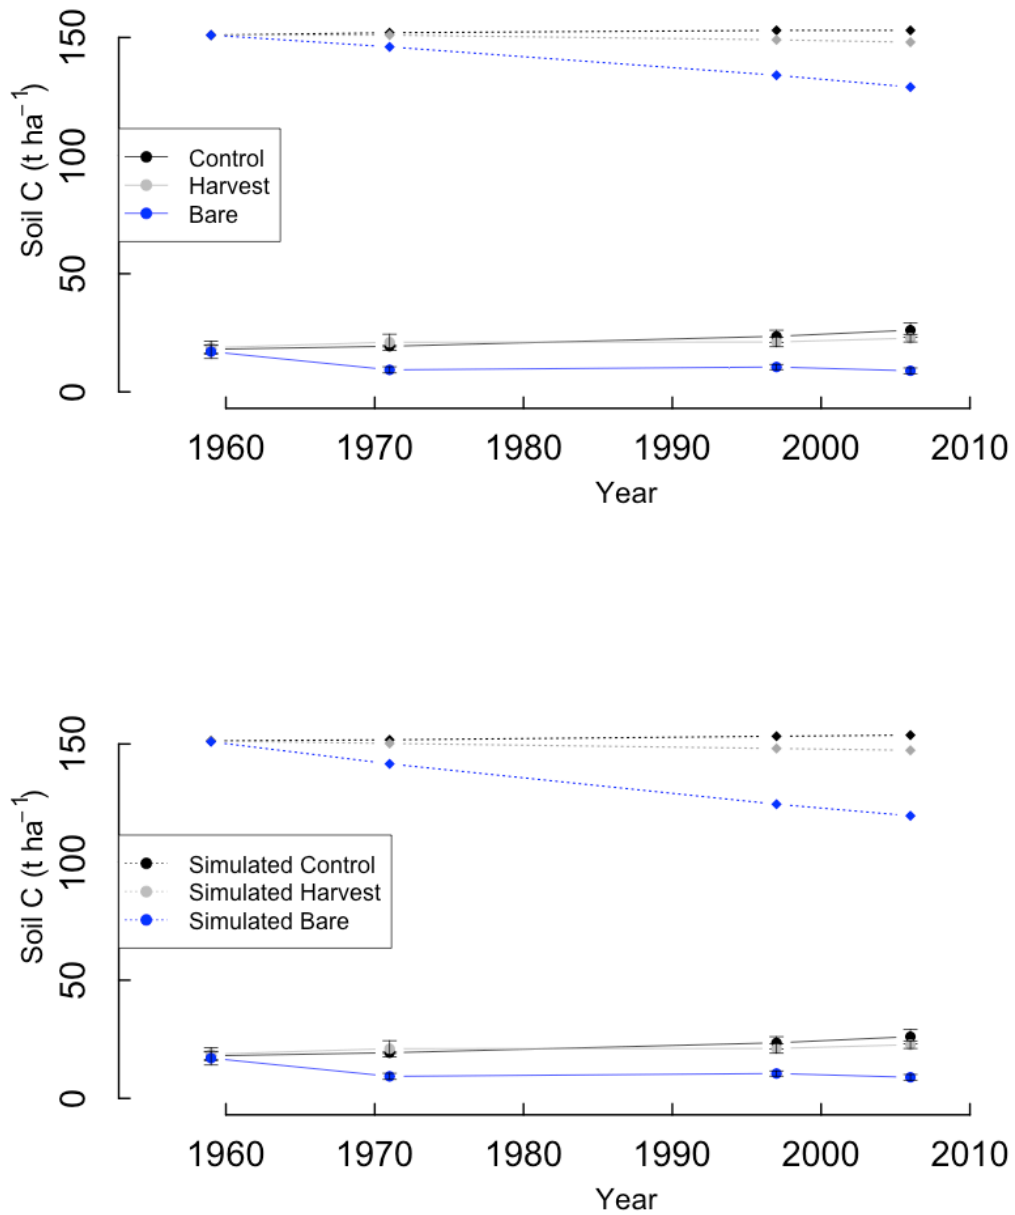 150
100
50
0
Soil C (t ha⁻¹)
Control
Harvest
Bare
1960 1970 1980 1990 2000 2010
Year
150
100
50
0
Soil C (t ha⁻¹)
Simulated Control
Simulated Harvest
Simulated Bare
1960 1970 1980 1990 2000 2010
Year